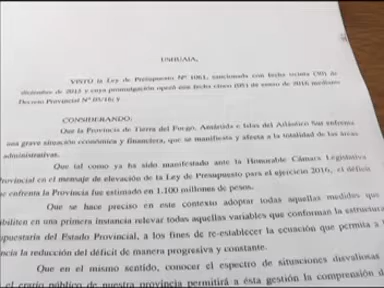 USHUAIA,
VISTO la Ley de Presupuesto Nº 1061, sancionada con fecha treinta (30) de
diciembre de 2015 y cuya promulgación operó con fecha cinco (05) de enero de 2016 mediante
Decreto Provincial Nº 05/16; y
CONSIDERANDO:
Que la Provincia de Tierra del Fuego, Antártida e Islas del Atlántico Sur enfrenta
una grave situación económica y financiera, que se manifiesta y afecta a la totalidad de las áreas
administrativas.
Que tal como ya ha sido manifestado ante la Honorable Cámara Legislativa
Provincial en el mensaje de elevación de la Ley de Presupuesto para el ejercicio 2016, el déficit
que enfrenta la Provincia fue estimado en 1.100 millones de pesos.
Que se hace preciso en este contexto adoptar todas aquellas medidas que
ibiliten en una primera instancia relevar todas aquellas variables que conforman la estructura
supuestaria del Estado Provincial, a los fines de re-establecer la ecuación que permita a l
ncia la reducción del déficit de manera progresiva y constante.
Que en el mismo sentido, conocer el espectro de situaciones disvaliosas
el erario público de nuestra provincia permitirá a ésta gestión la comprensión d